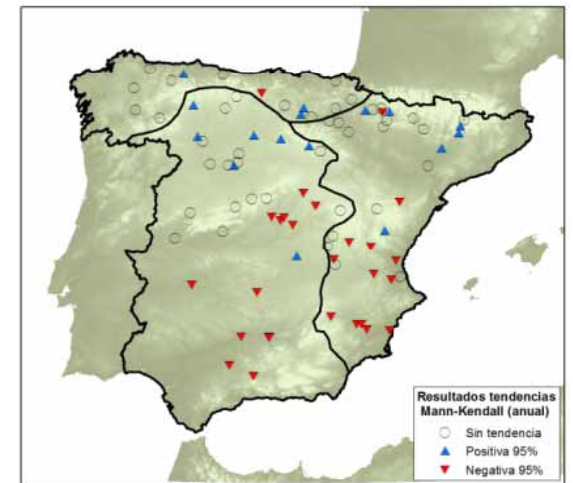 Resultados tendencias
Mann-Kendall (anual)
Sin tendencia
Positiva 95%
Negativa 95%